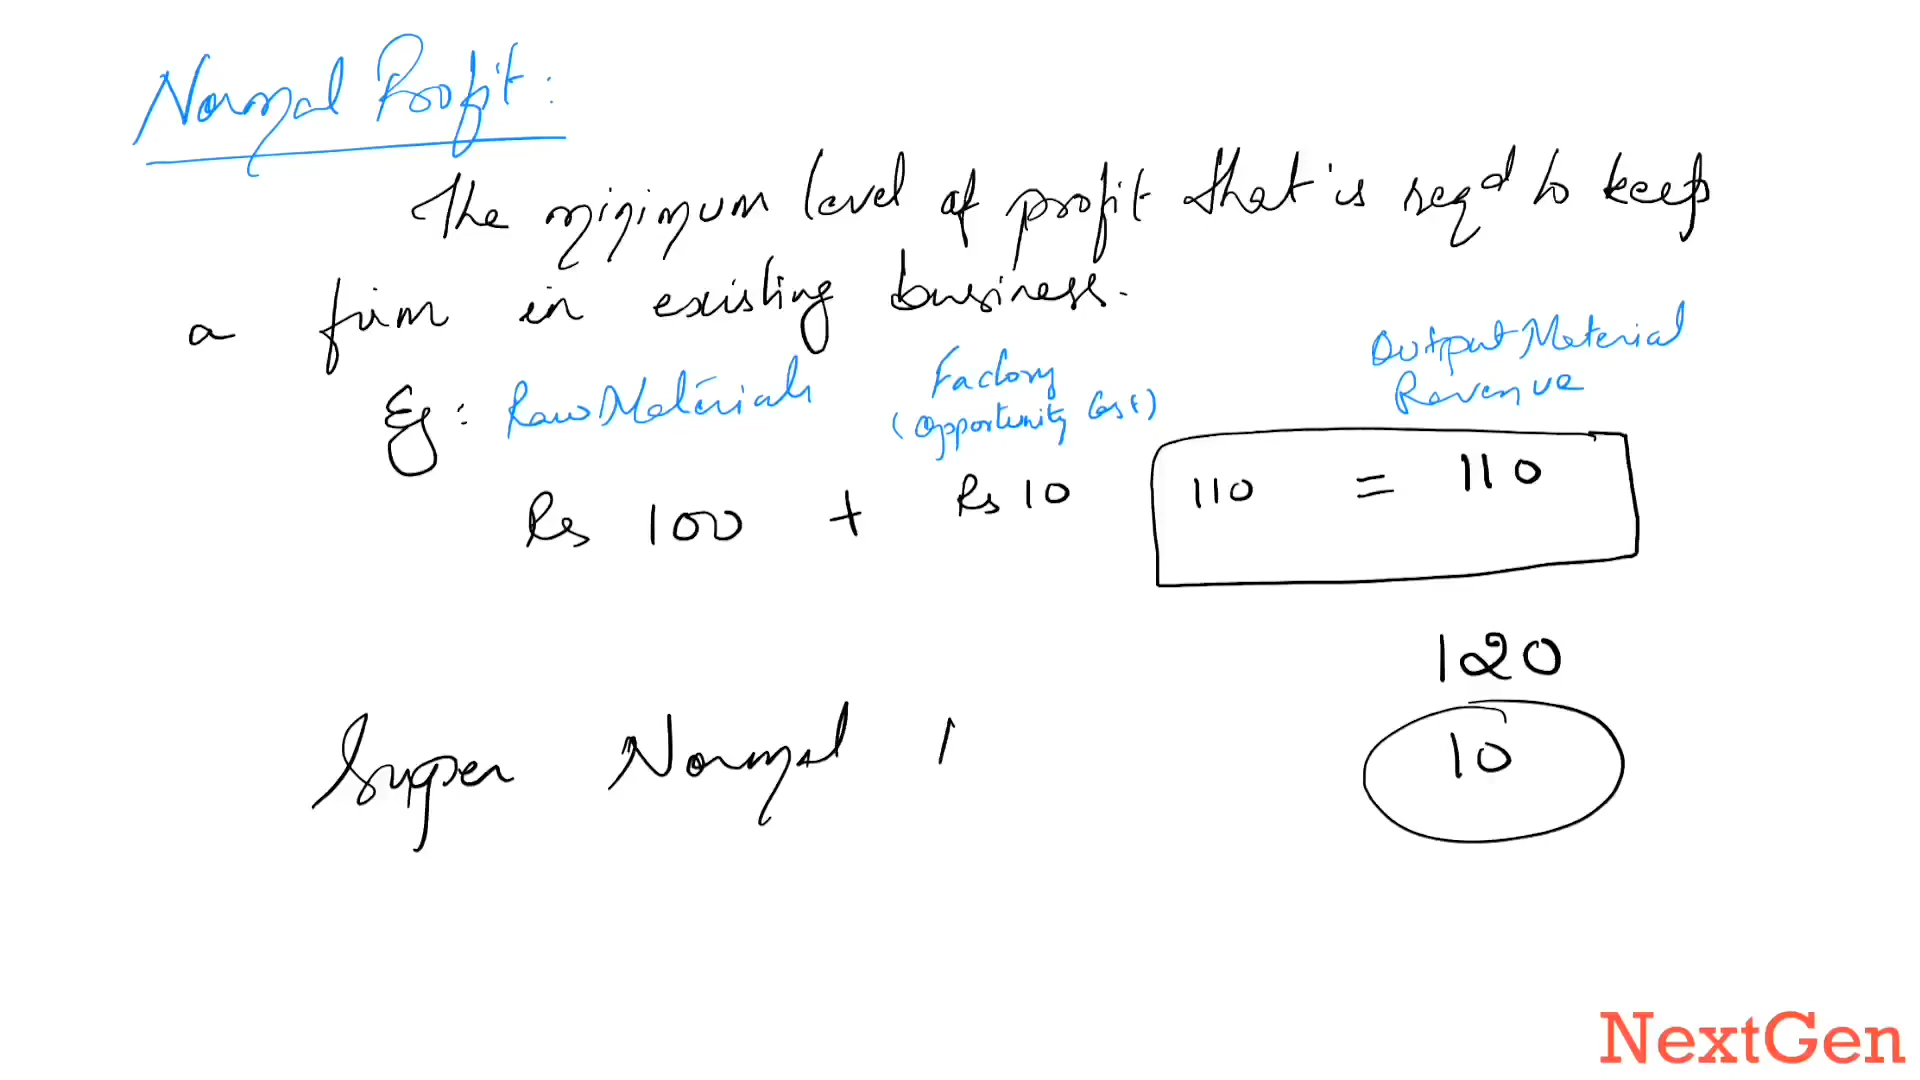 Normal Profit:
The minimum level of profit that is reqd to keep
a firm in existing business.
Eg: Raw Materials Factory (Opportunity Cost) Output Material Revenue
Rs 100 + Rs 10 110 = 110
120
Super Normal
10
NextGen